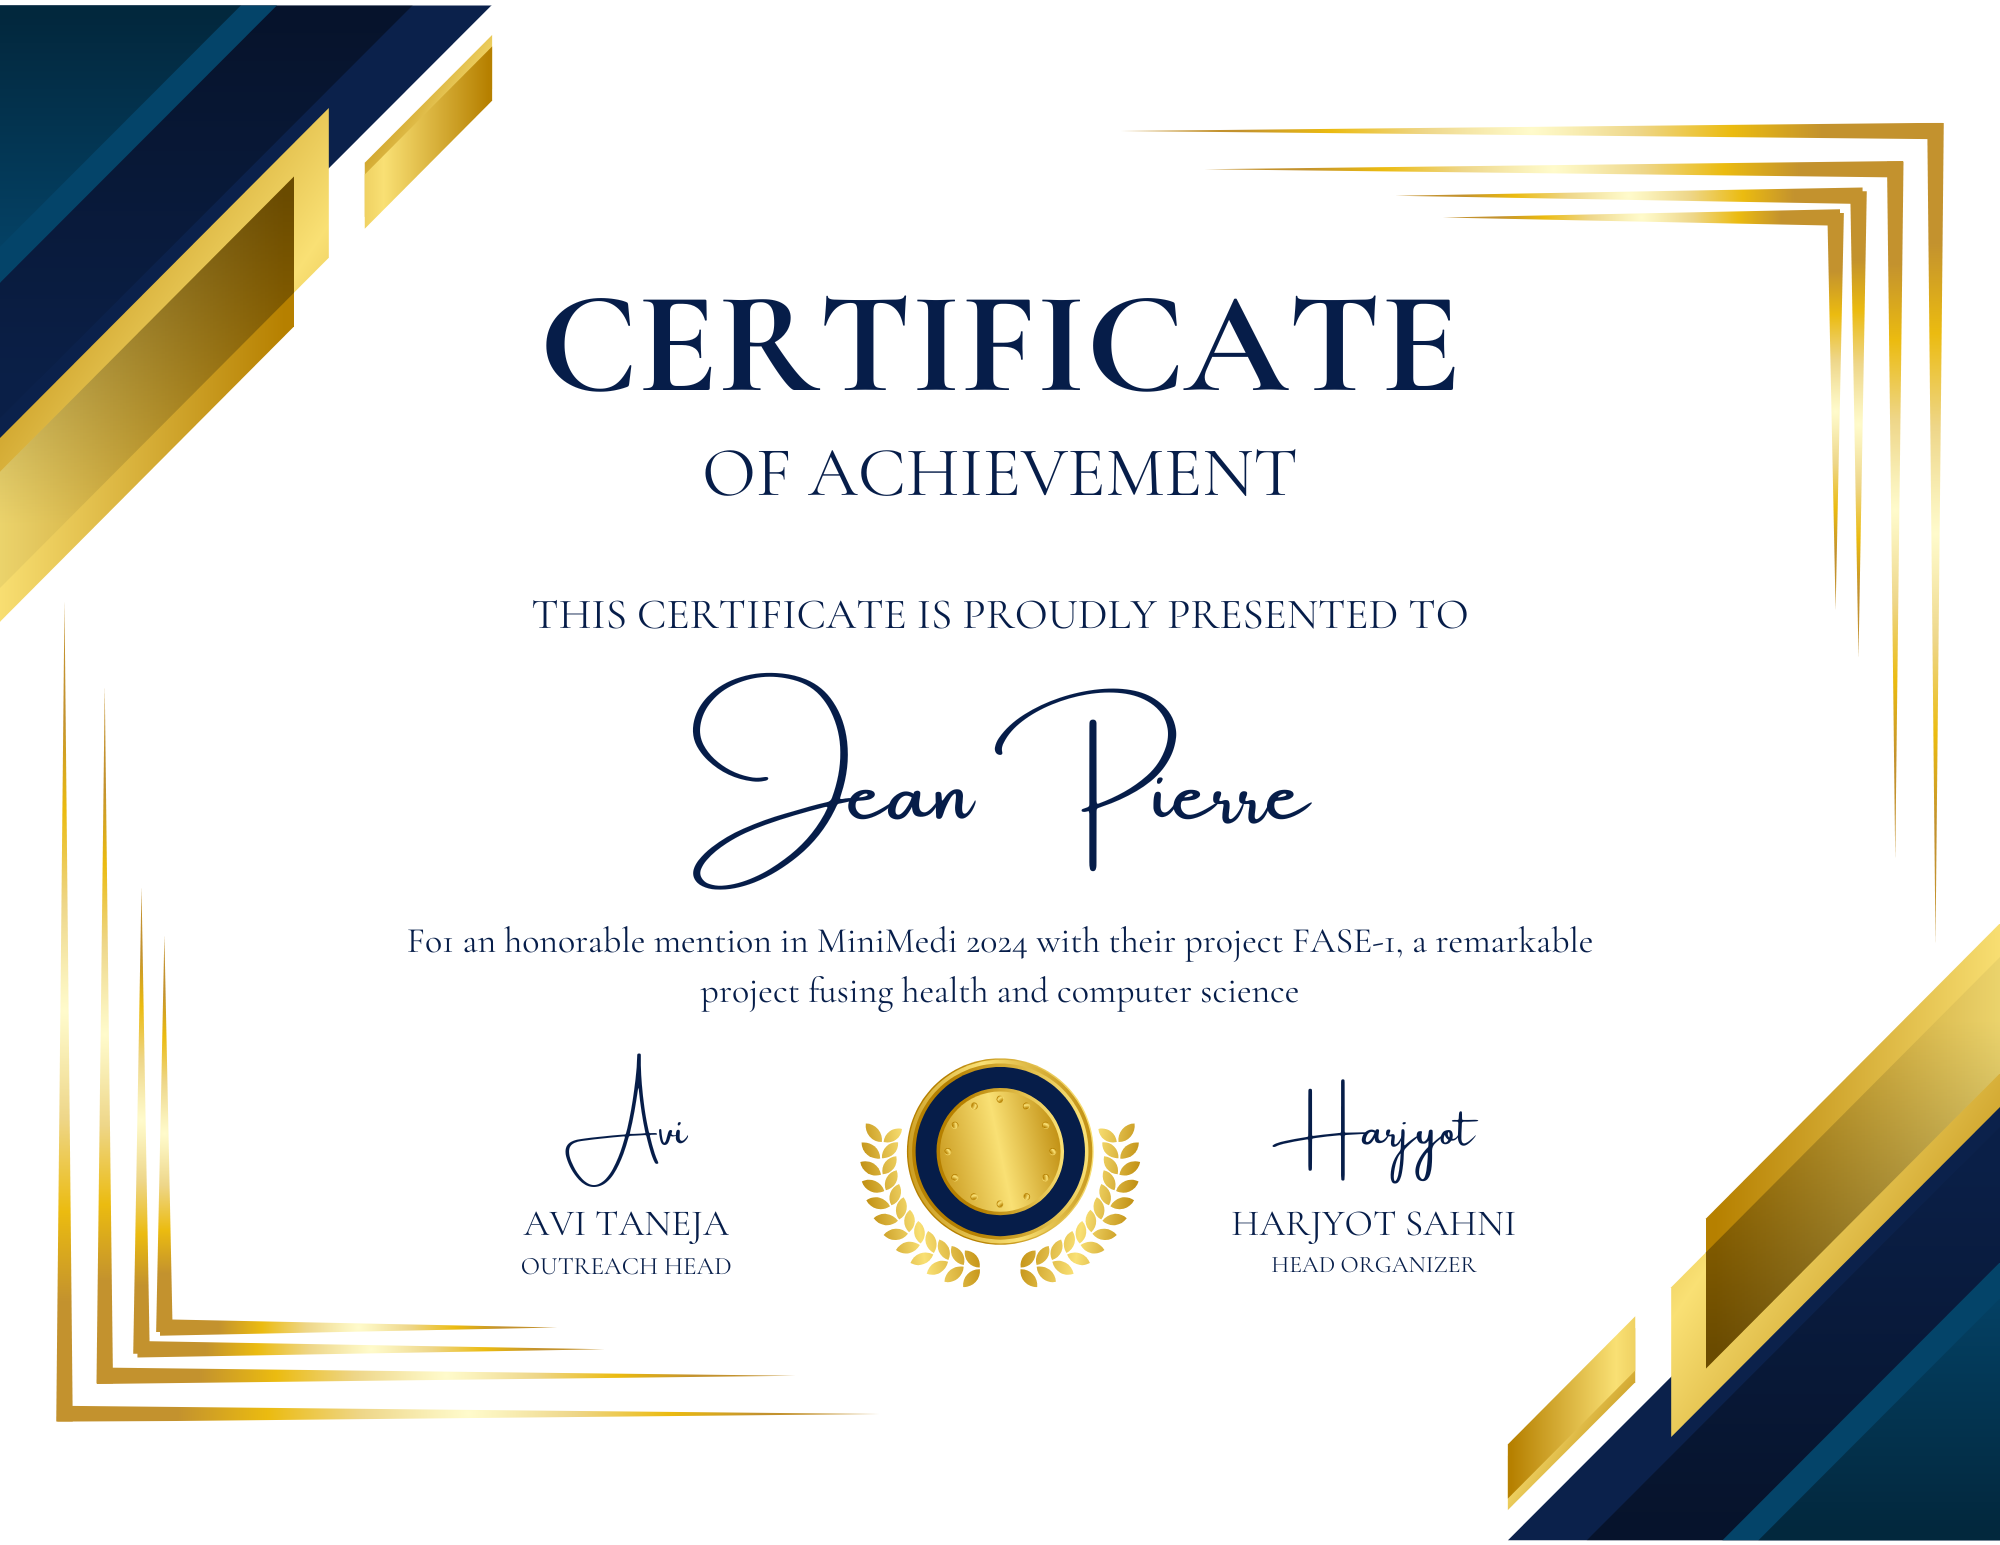 CERTIFICATE
OF ACHIEVEMENT
THIS CERTIFICATE IS PROUDLY PRESENTED TO
Jean Pierre
Fo1 an honorable mention in MiniMedi 2024 with their project FASE-1, a remarkable
project fusing health and computer science
Avi
AVI TANEJA
OUTREACH HEAD
Harjyot
HARJYOT SAHNI
HEAD ORGANIZER